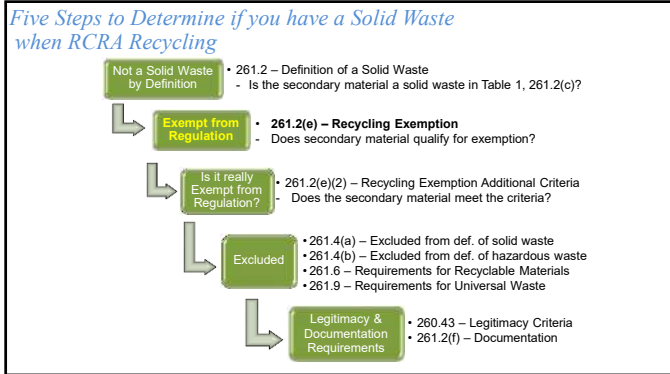 Five Steps to Determine if you have a Solid Waste
when RCRA Recycling
Not a Solid Waste
by Definition
• 261.2 – Definition of a Solid Waste
- Is the secondary material a solid waste in Table 1, 261.2(c)?
Exempt from
Regulation
• 261.2(e) – Recycling Exemption
- Does secondary material qualify for exemption?
Is it really
Exempt from
Regulation?
• 261.2(e)(2) – Recycling Exemption Additional Criteria
- Does the secondary material meet the criteria?
Excluded
• 261.4(a) – Excluded from def. of solid waste
• 261.4(b) – Excluded from def. of hazardous waste
• 261.6 – Requirements for Recyclable Materials
• 261.9 – Requirements for Universal Waste
Legitimacy &
Documentation
Requirements
• 260.43 – Legitimacy Criteria
• 261.2(f) – Documentation